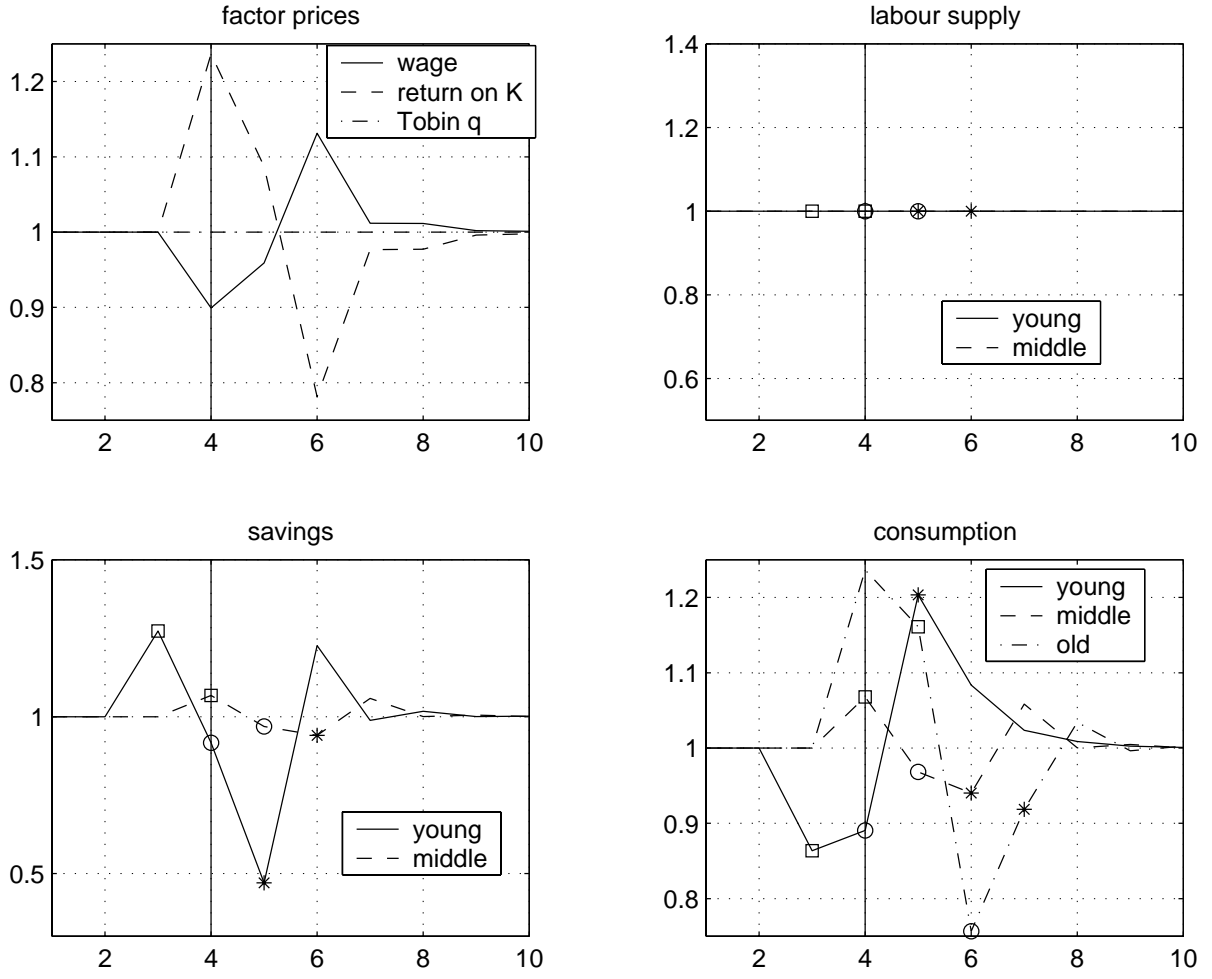 factor prices
1.2
1.1
1
0.9
0.8
wage
return on K
Tobin q
2 4 6 8 10
labour supply
1.4
1.2
1
0.8
0.6
young
middle
2 4 6 8 10
savings
1.5
1
0.5
young
middle
2 4 6 8 10
consumption
1.2
1.1
1
0.9
0.8
young
middle
old
2 4 6 8 10